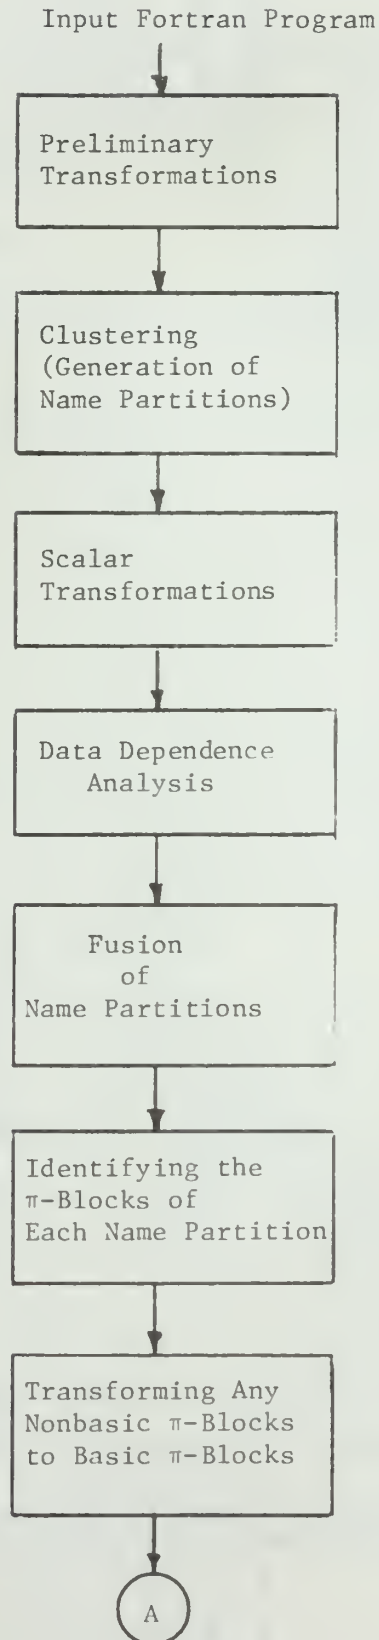 Input Fortran Program
Preliminary
Transformations
Clustering
(Generation of
Name Partitions)
Scalar
Transformations
Data Dependence
Analysis
Fusion
of
Name Partitions
Identifying the
π-Blocks of
Each Name Partition
Transforming Any
Nonbasic π-Blocks
to Basic π-Blocks
A